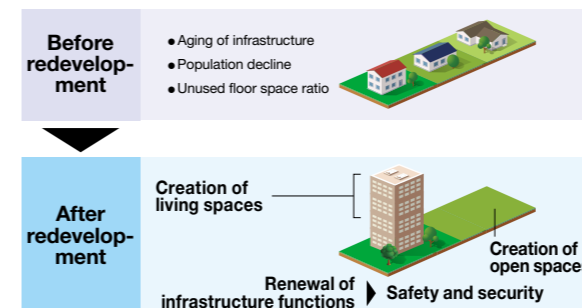 Before
redevelop-
ment
● Aging of infrastructure
● Population decline
● Unused floor space ratio
After
redevelop-
ment
Creation of
living spaces
Creation of
open space
Renewal of
infrastructure functions
Safety and security